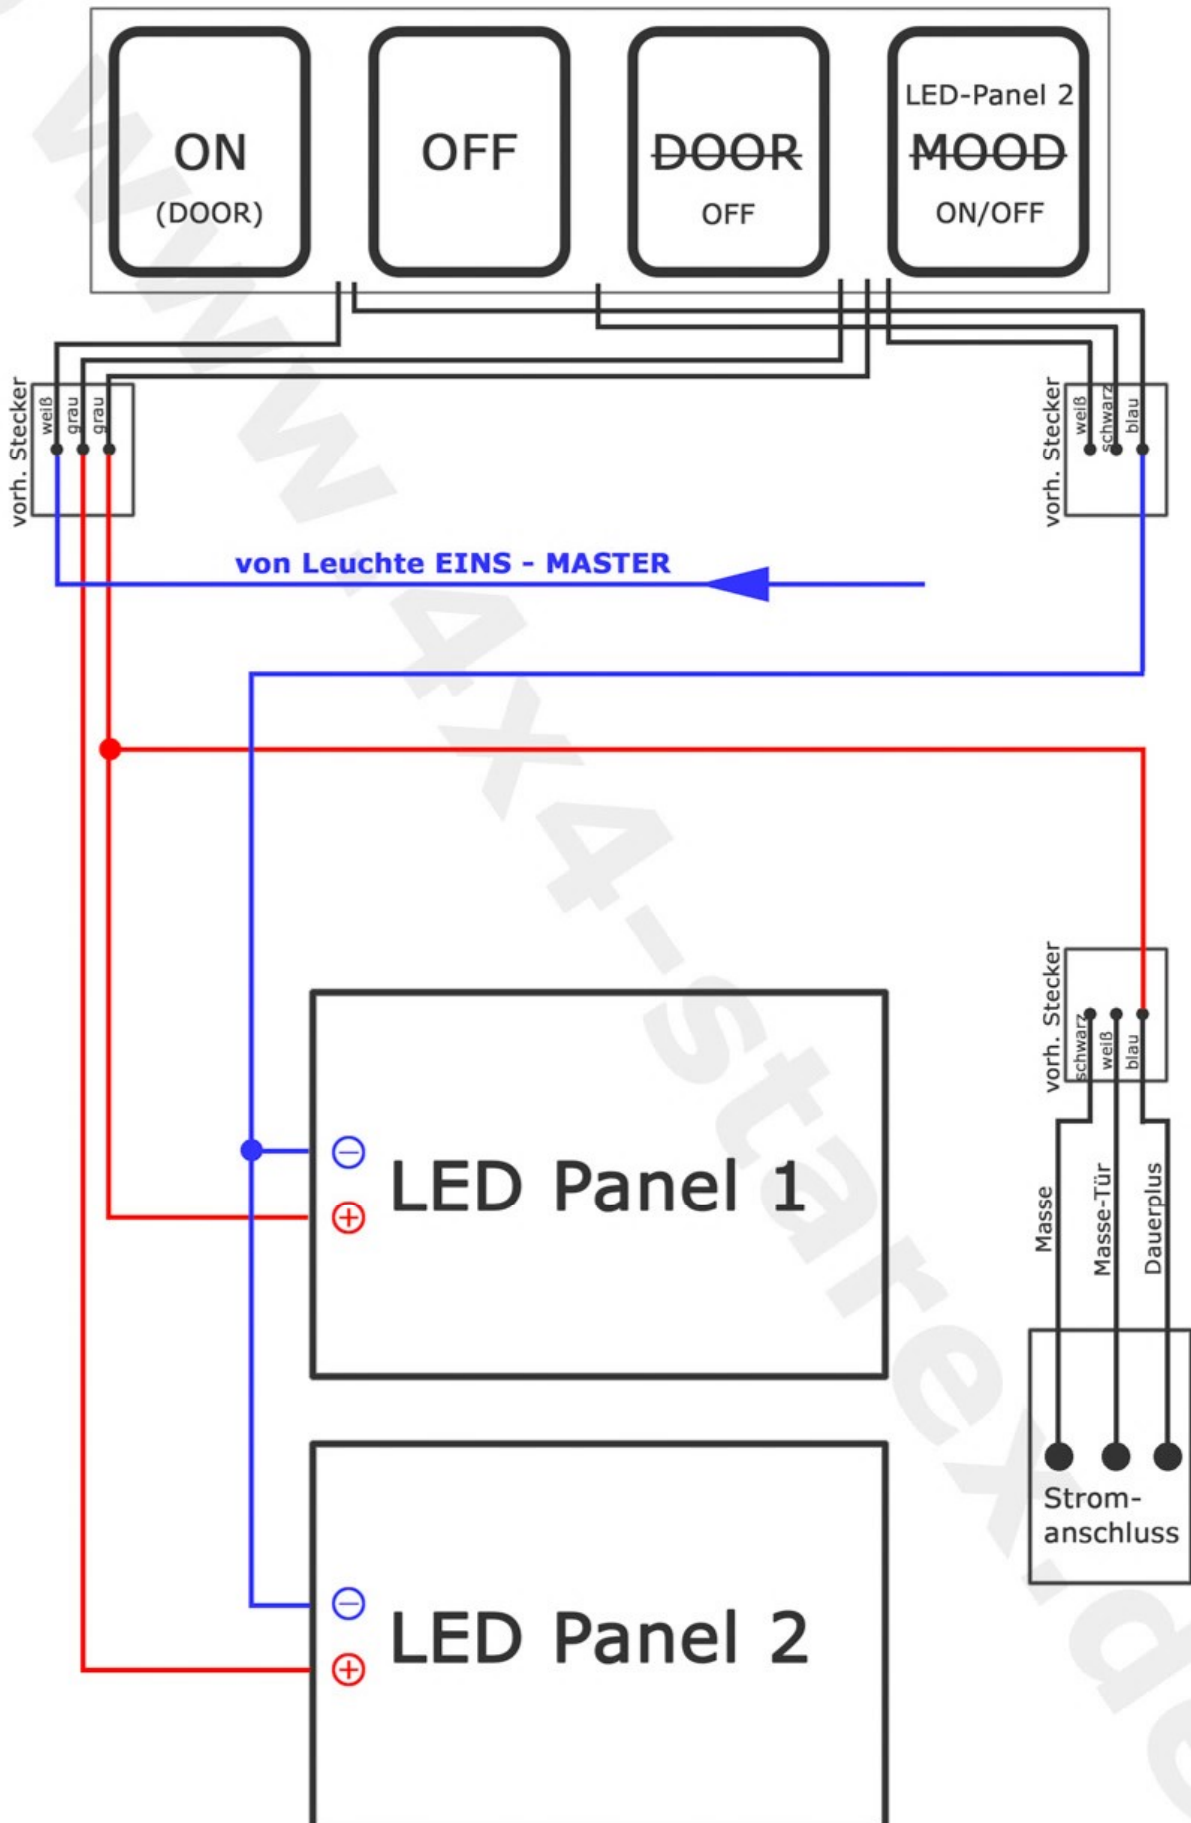 ON
(DOOR)
OFF
DOOR
OFF
LED-Panel 2
MOOD
ON/OFF
vorh. Stecker
weiß
grau
grau
vorh. Stecker
weiß
schwarz
blau
von Leuchte EINS - MASTER
vorh. Stecker
schwarz
weiß
blau
LED Panel 1
Masse
Masse-Tür
Dauerplus
Strom-
anschluss
LED Panel 2
www.4x4-starex.de